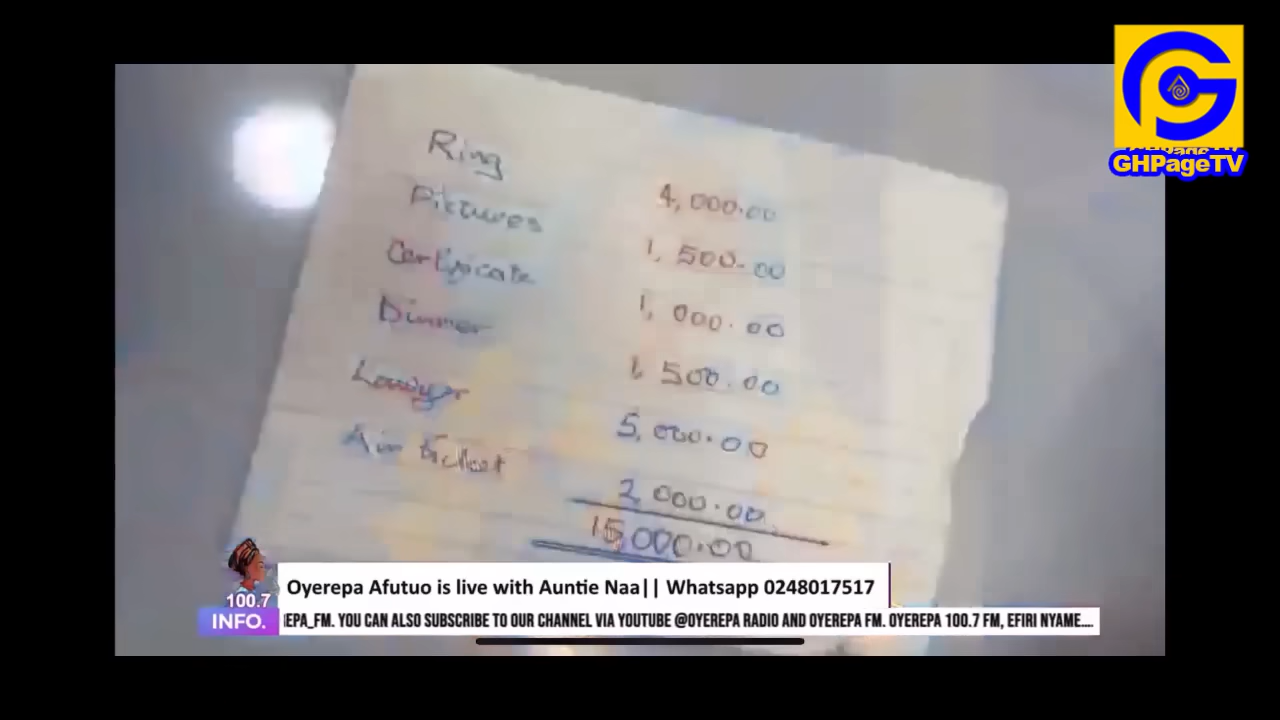 GHPageTV
Ring 4,000.00
Pictures 1,500.00
Certificate 1,000.00
Dinner 1,500.00
Lawyer 5,000.00
Air ticket 2,000.00
15,000.00
Oyerepa Afutuo is live with Auntie Naa|| Whatsapp 0248017517
100.7
INFO.
EPA_FM. YOU CAN ALSO SUBSCRIBE TO OUR CHANNEL VIA YOUTUBE @OYEREPA RADIO AND OYEREPA FM. OYEREPA 100.7 FM, EFIRI NYAME....